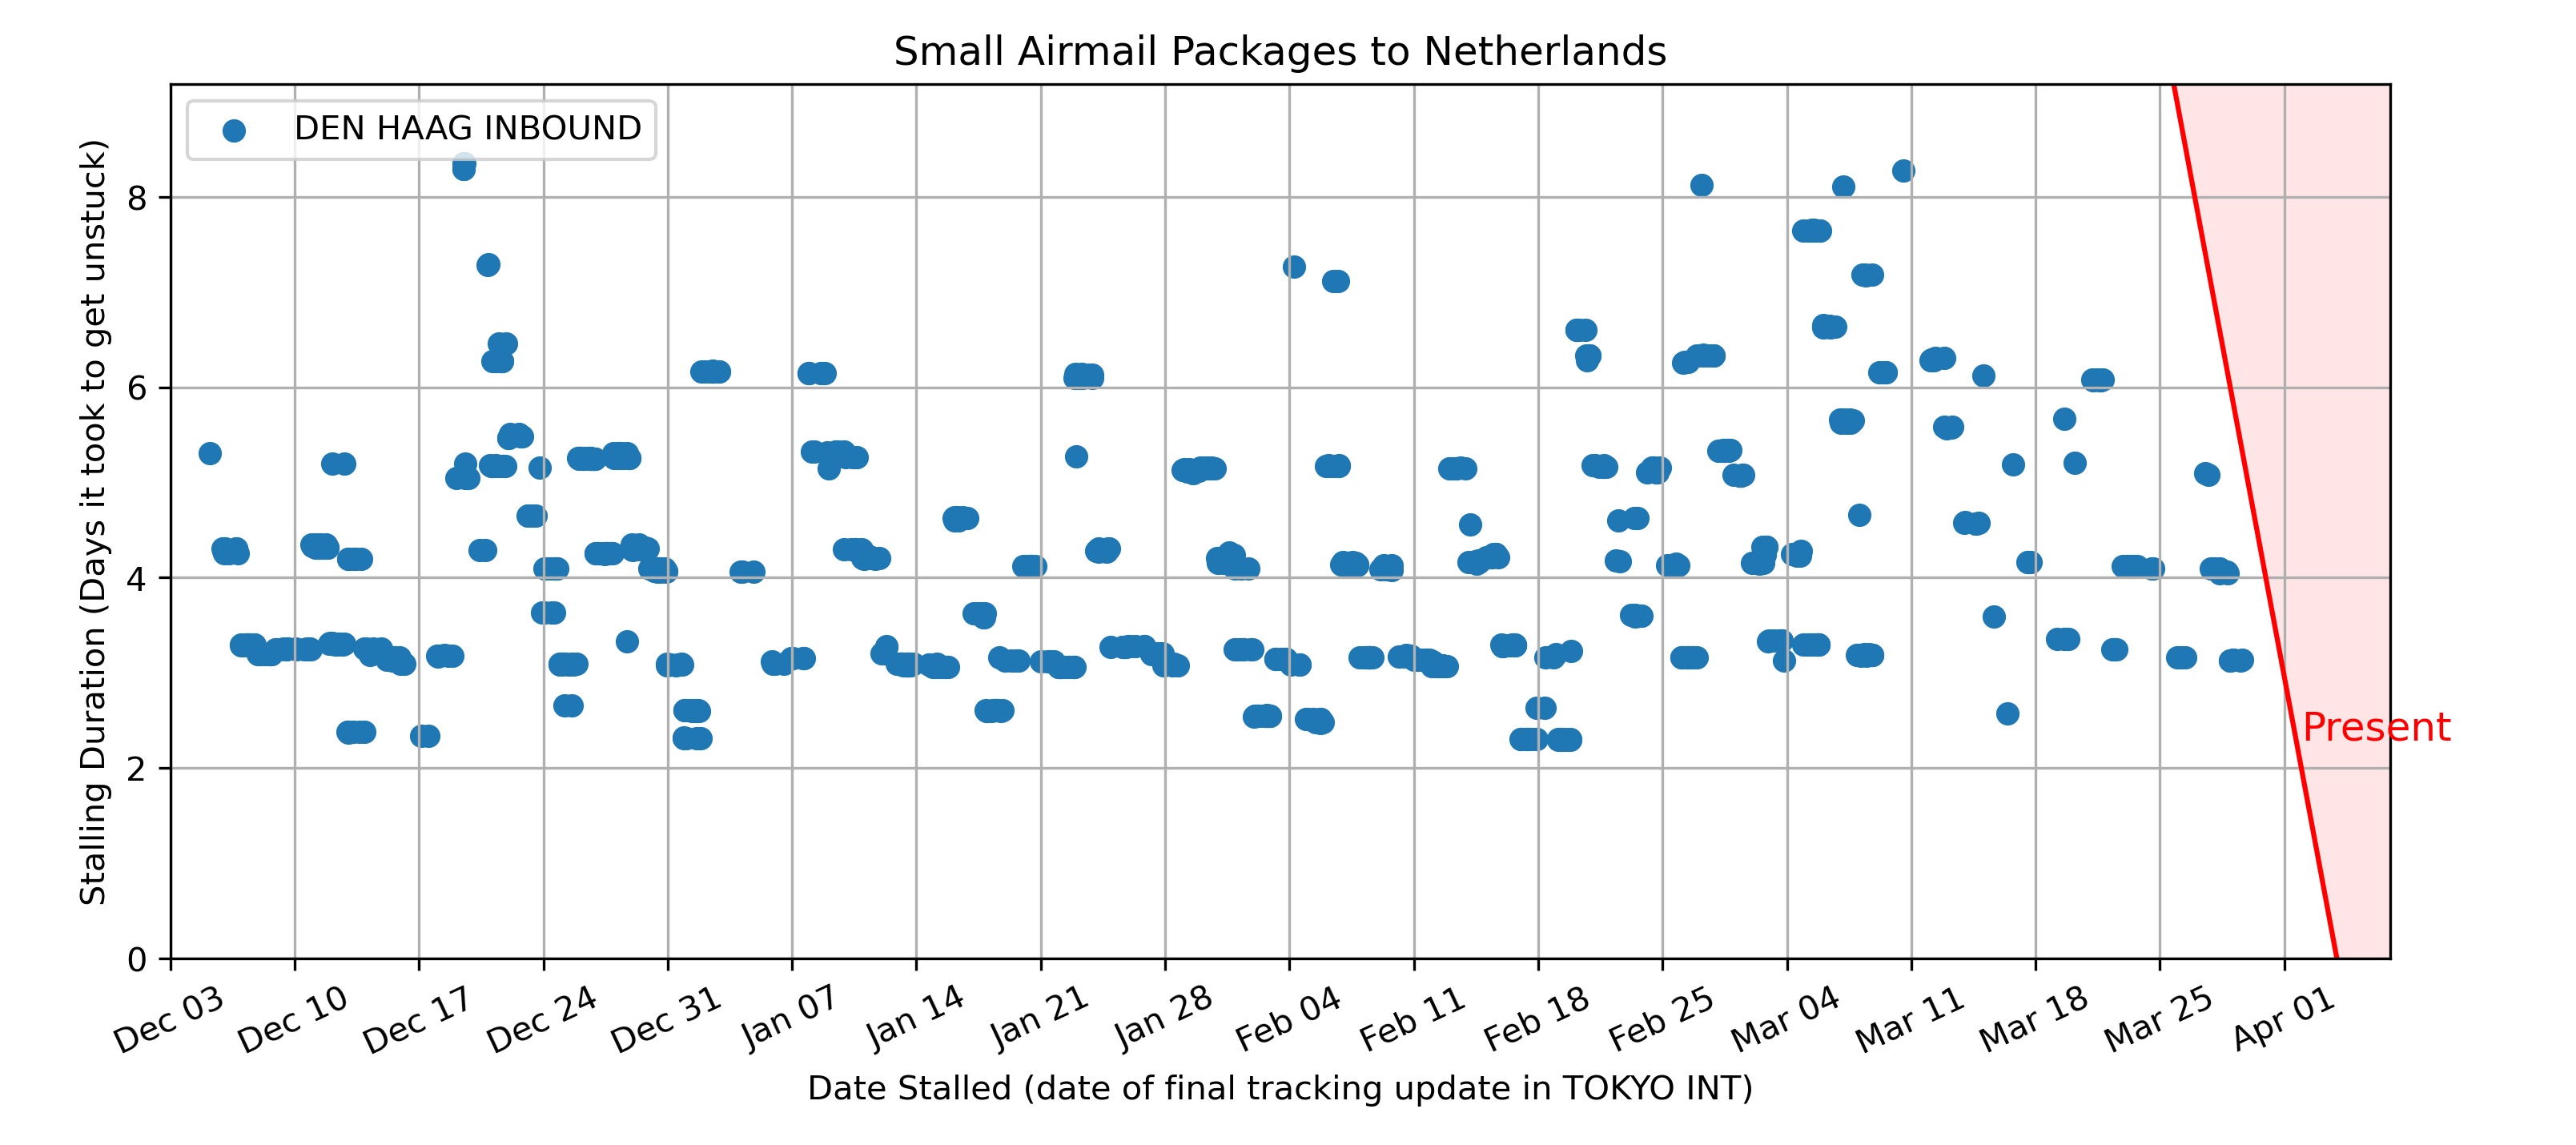 Small Airmail Packages to Netherlands
DEN HAAG INBOUND
Stalling Duration (Days it took to get unstuck)
8
6
4
2
0
Present
Dec 03
Dec 10
Dec 17
Dec 24
Dec 31
Jan 07
Jan 14
Jan 21
Jan 28
Feb 04
Feb 11
Feb 18
Feb 25
Mar 04
Mar 11
Mar 18
Mar 25
Apr 01
Date Stalled (date of final tracking update in TOKYO INT)